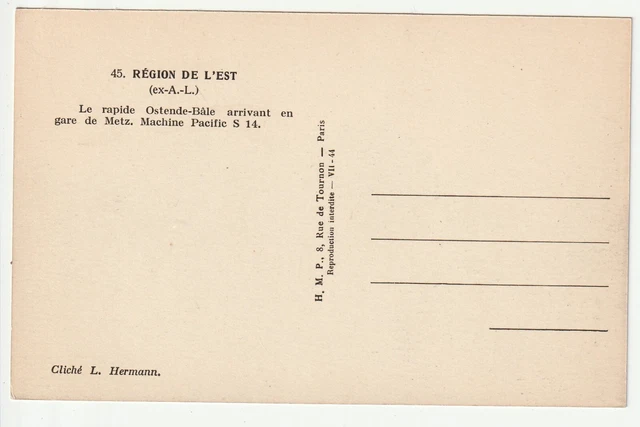 45. RÉGION DE L'EST
(ex-A.-L.)
Le rapide Ostende-Bâle arrivant en
gare de Metz. Machine Pacific S 14.
H. M. P., 8, Rue de Tournon — Paris
Reproduction interdite — VII - 44
Cliché L. Hermann.